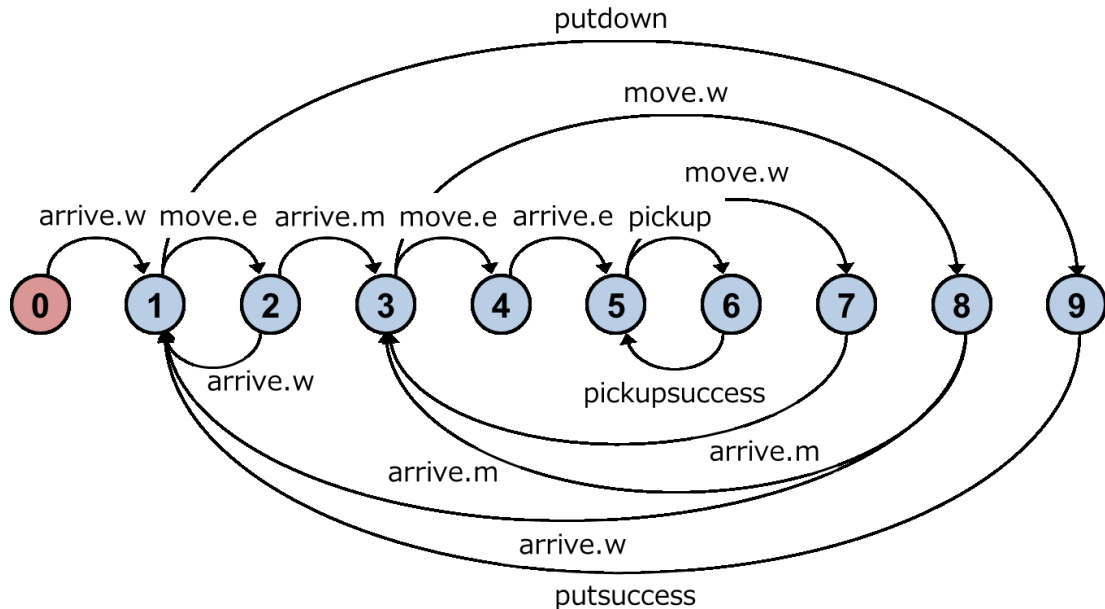 putdown
move.w
move.w
arrive.w move.e arrive.m move.e arrive.e pickup
0 1 2 3 4 5 6 7 8 9
arrive.w
pickupsuccess
arrive.m
arrive.m
arrive.w
putsuccess